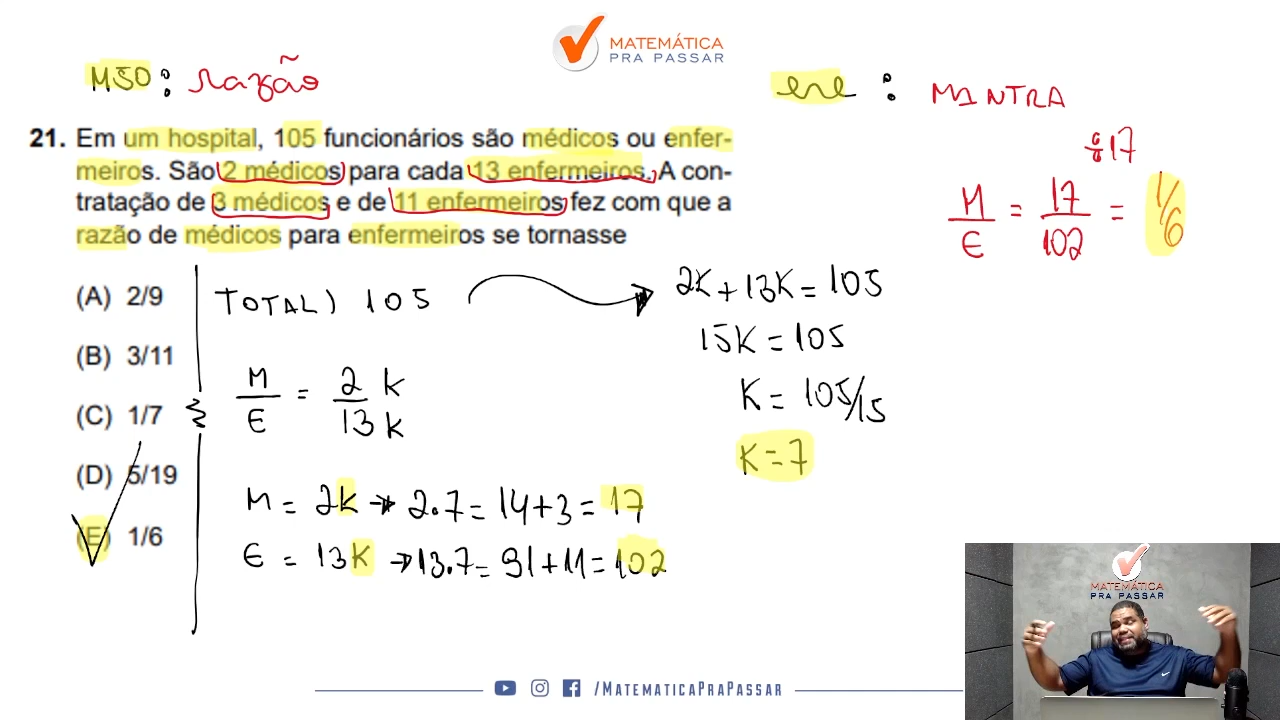 MATEMÁTICA
PRA PASSAR
MSO: razão
ene: MANTRA
21. Em um hospital, 105 funcionários são médicos ou enfer-
meiros. São 2 médicos para cada 13 enfermeiros. A con-
tratação de 3 médicos e de 11 enfermeiros fez com que a
razão de médicos para enfermeiros se tornasse
(A) 2/9
(B) 3/11
(C) 1/7
(D) 5/19
(E) 1/6
TOTAL) 105
M/E = 2k/13k
M = 2k → 2.7 = 14+3 = 17
E = 13k → 13.7 = 91+11 = 102
2K+13K=105
15K=105
K=105/15
K=7
÷17
M/E = 17/102 = 1/6
MATEMÁTICA
PRA PASSAR
/MATEMATICAPRAPASSAR